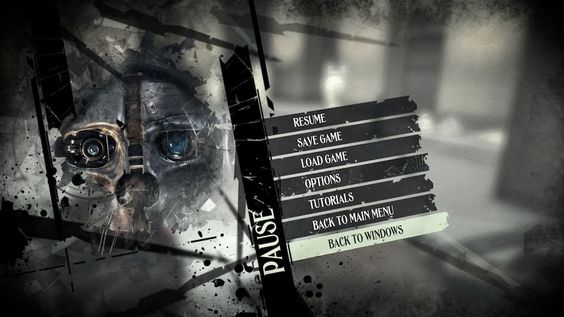 RESUME
SAVE GAME
LOAD GAME
OPTIONS
TUTORIALS
BACK TO MAIN MENU
BACK TO WINDOWS
PAUSE